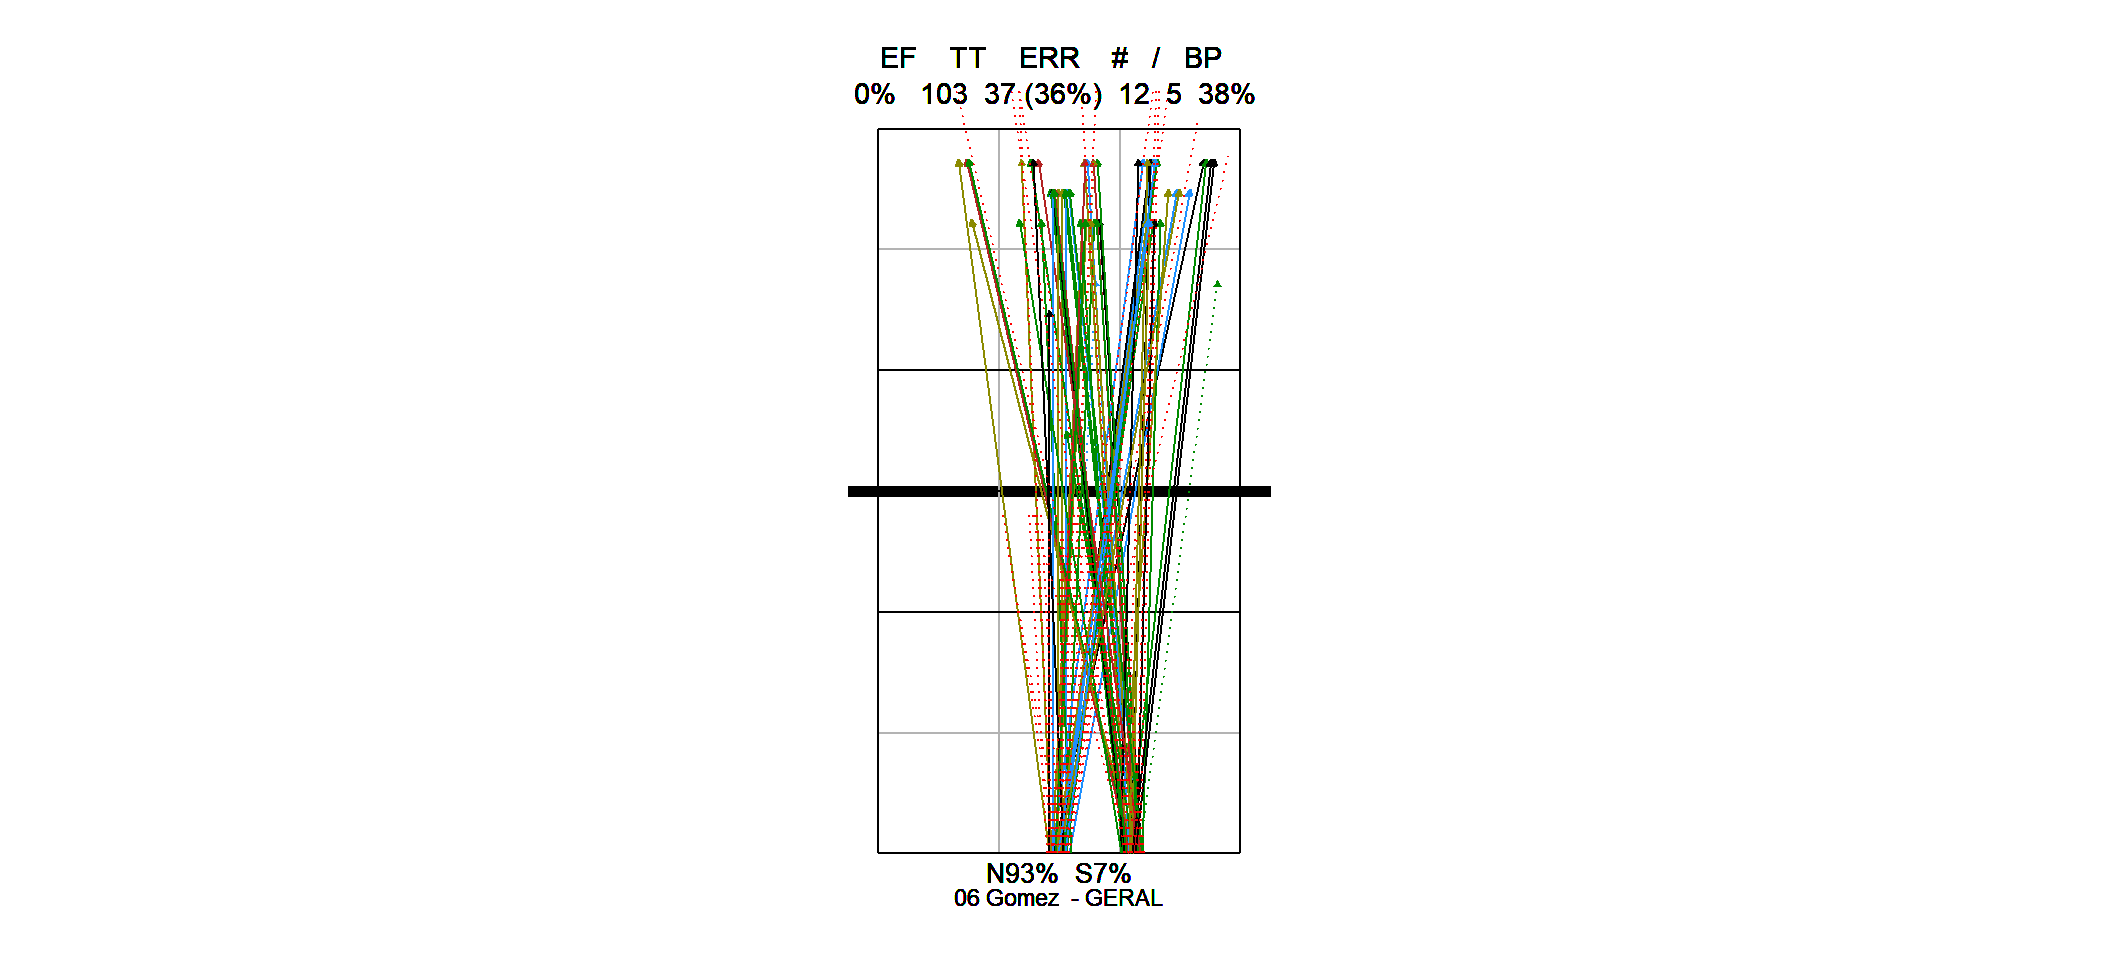 EF TT ERR # / BP
0% 103 37 (36%) 12 5 38%
N93% S7%
06 Gomez - GERAL